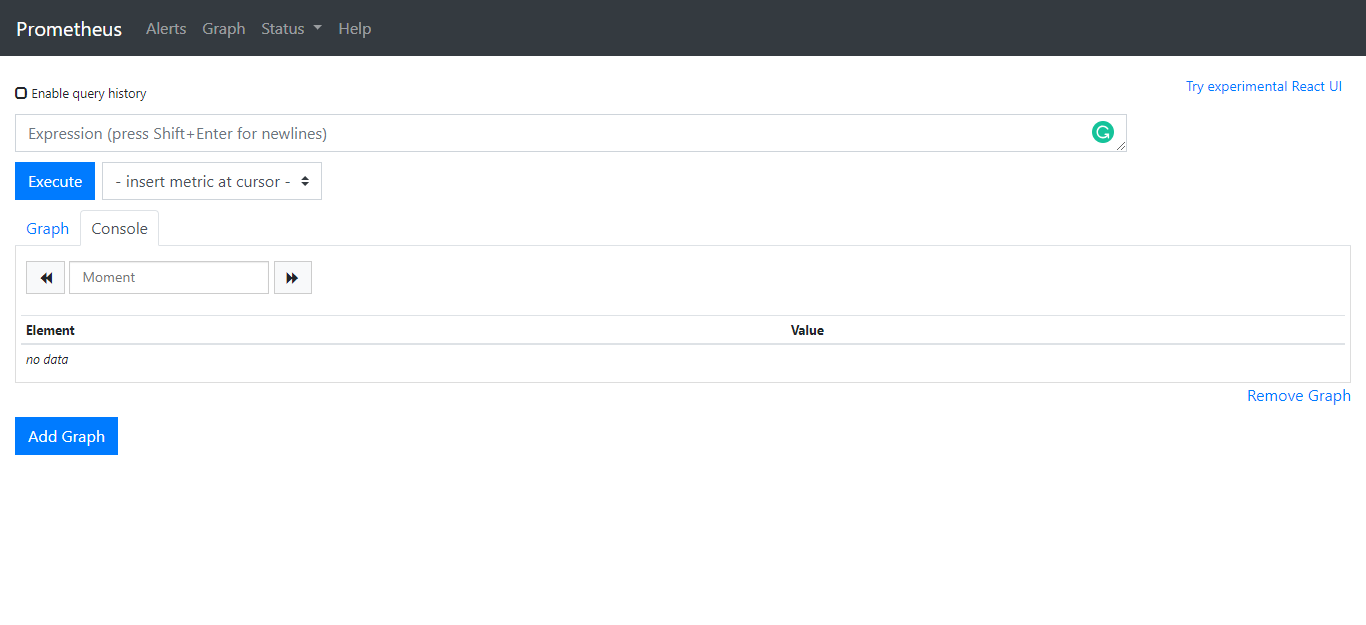 Prometheus Alerts Graph Status Help
Try experimental React UI
Enable query history
Expression (press Shift+Enter for newlines)
Execute - insert metric at cursor -
Graph Console
Moment
Element Value
no data
Remove Graph
Add Graph